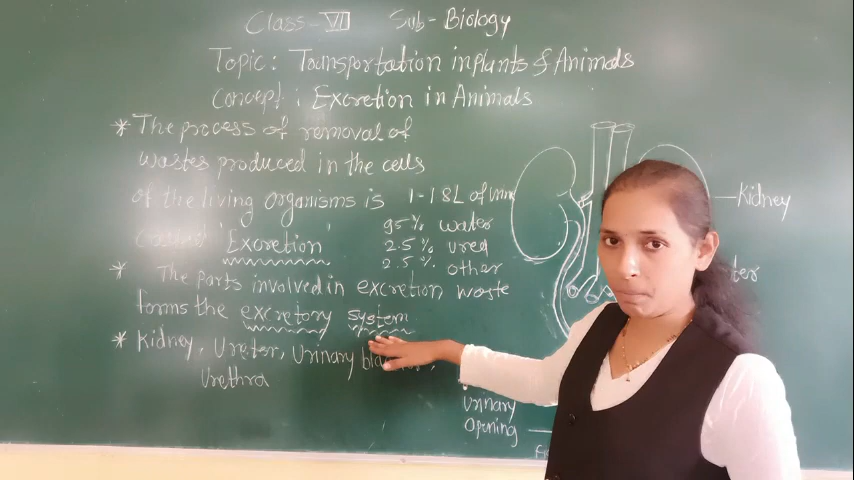 Class - VII Sub - Biology
Topic: Transportation in plants & Animals
Concept: Excretion in Animals
* The process of removal of
wastes produced in the cells
of the living organisms is
called 'Excretion'
1-1.8L of urin
95% water
2.5% urea
2.5% other
waste
* The parts involved in excretion
forms the excretory system
* Kidney, Ureter, Urinary
Urethra
Kidney
ter
Urinary
Opening